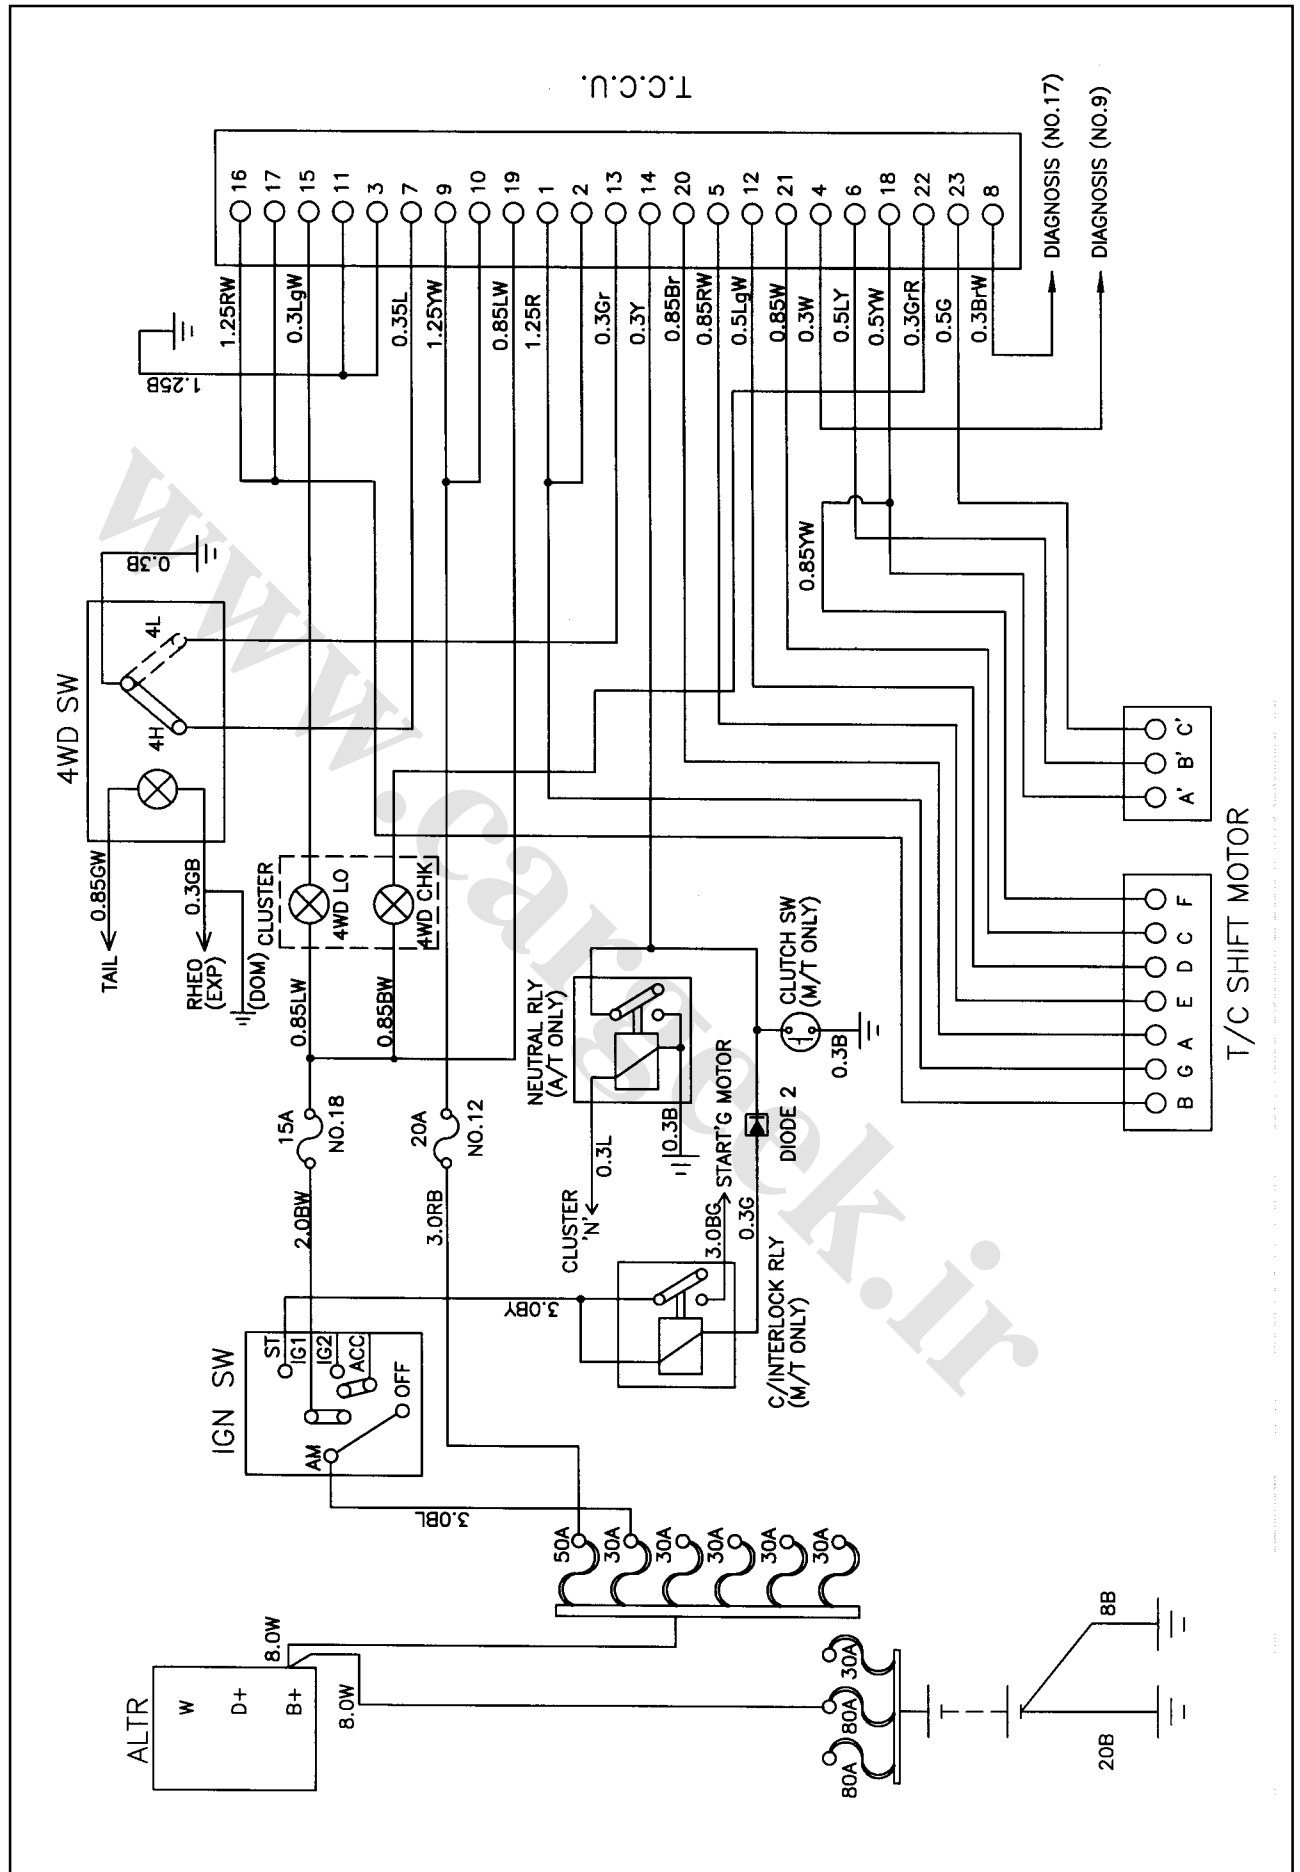 T.C.C.U.
16
17
15
11
3
7
9
10
19
1
2
13
14
20
5
12
21
4
6
18
22
23
8
DIAGNOSIS (NO.17)
DIAGNOSIS (NO.9)
1.25RW
0.3LgW
0.35L
1.25YW
0.85LW
1.25R
0.3Gr
0.3Y
0.85Br
0.85RW
0.5LgW
0.85W
0.3W
0.5LY
0.5YW
0.3GrR
0.5G
0.3BrW
1.25B
0.3B
0.85YW
4WD SW
4L
4H
0.85GW
0.3GB
TAIL
RHEO
(EXP)
(DOM)
CLUSTER
4WD LO
4WD CHK
0.85LW
0.85BW
15A
NO.18
20A
NO.12
2.0BW
3.0RB
NEUTRAL RLY
(A/T ONLY)
0.3L
0.3B
CLUSTER
'N'
START'G MOTOR
3.0BG
0.3G
DIODE 2
CLUTCH SW
(M/T ONLY)
0.3B
C/INTERLOCK RLY
(M/T ONLY)
3.0BY
IGN SW
ST
IG1
IG2
ACC
OFF
AM
3.0BL
50A
30A
30A
30A
30A
30A
ALTR
W
D+
B+
8.0W
8.0W
80A
80A
30A
20B
8B
A'
B'
C'
B
G
A
E
D
C
F
T/C SHIFT MOTOR
www.cargeek.ir